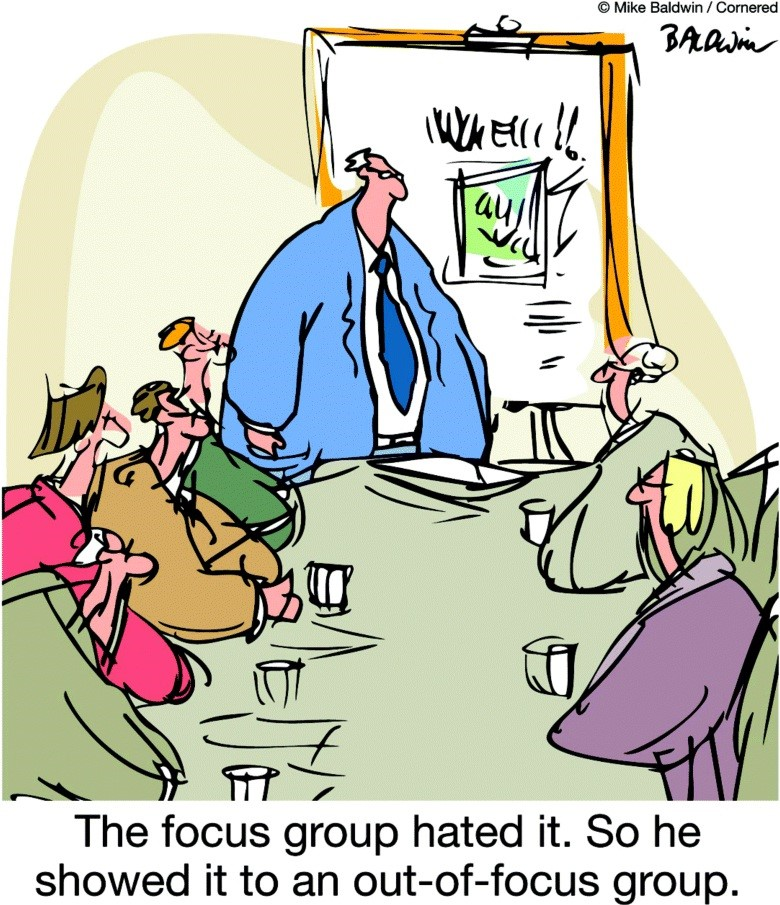 © Mike Baldwin / Cornered
BALDWIN
The focus group hated it. So he
showed it to an out-of-focus group.